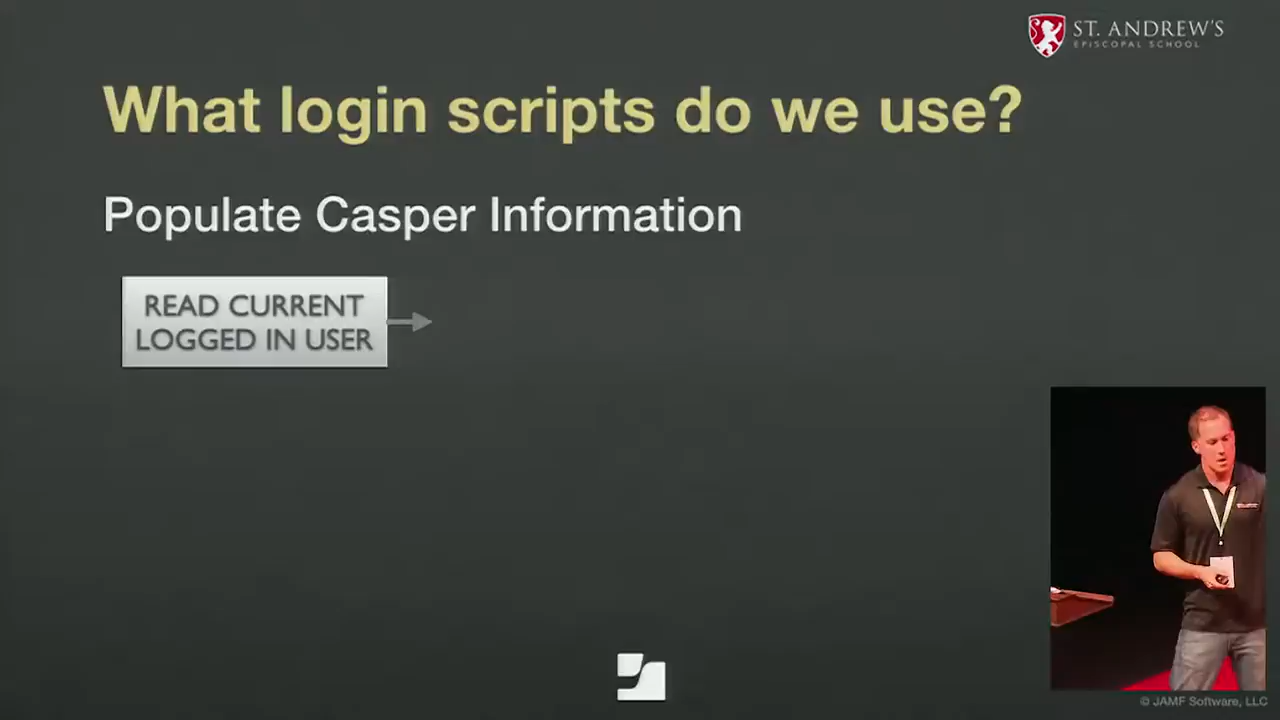 ST. ANDREW'S
EPISCOPAL SCHOOL
What login scripts do we use?
Populate Casper Information
READ CURRENT
LOGGED IN USER
© JAMF Software, LLC